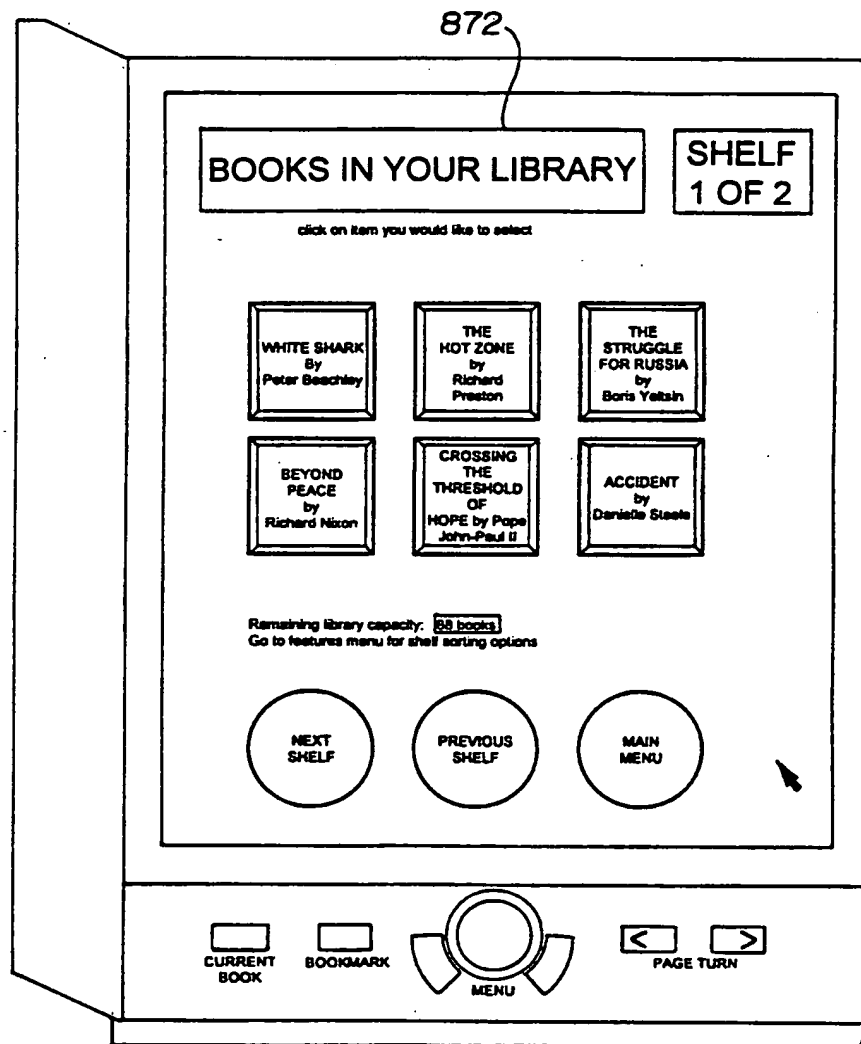 872
BOOKS IN YOUR LIBRARY
SHELF
1 OF 2
click on item you would like to select
WHITE SHARK
By
Peter Beachley
THE
HOT ZONE
by
Richard
Preston
THE
STRUGGLE
FOR RUSSIA
by
Boris Yeltsin
BEYOND
PEACE
by
Richard Nixon
CROSSING
THE
THRESHOLD
OF
HOPE by Pope
John-Paul II
ACCIDENT
by
Danielle Steele
Remaining library capacity: 88 books
Go to features menu for shelf sorting options
NEXT
SHELF
PREVIOUS
SHELF
MAIN
MENU
CURRENT
BOOK
BOOKMARK
MENU
< >
PAGE TURN